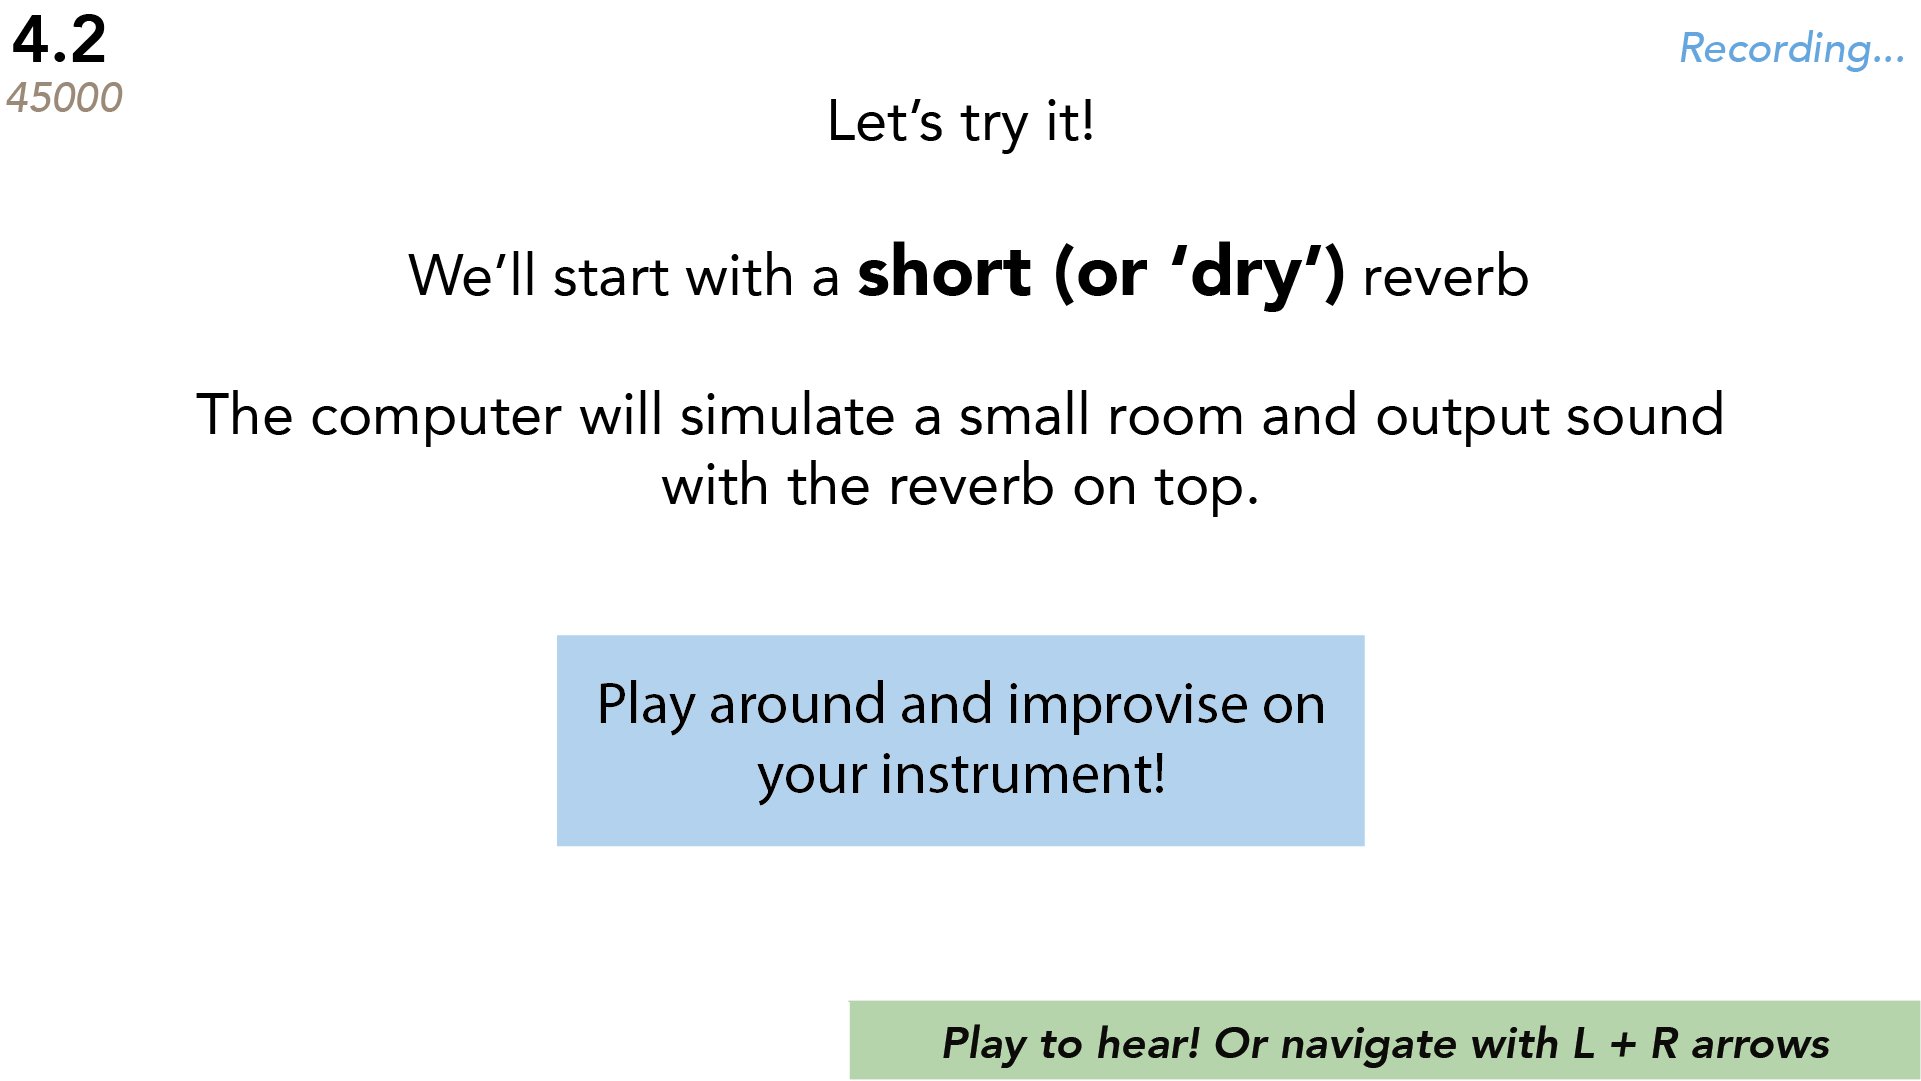 4.2
45000
Recording...
Let’s try it!
We’ll start with a short (or ‘dry’) reverb
The computer will simulate a small room and output sound
with the reverb on top.
Play around and improvise on
your instrument!
Play to hear! Or navigate with L + R arrows